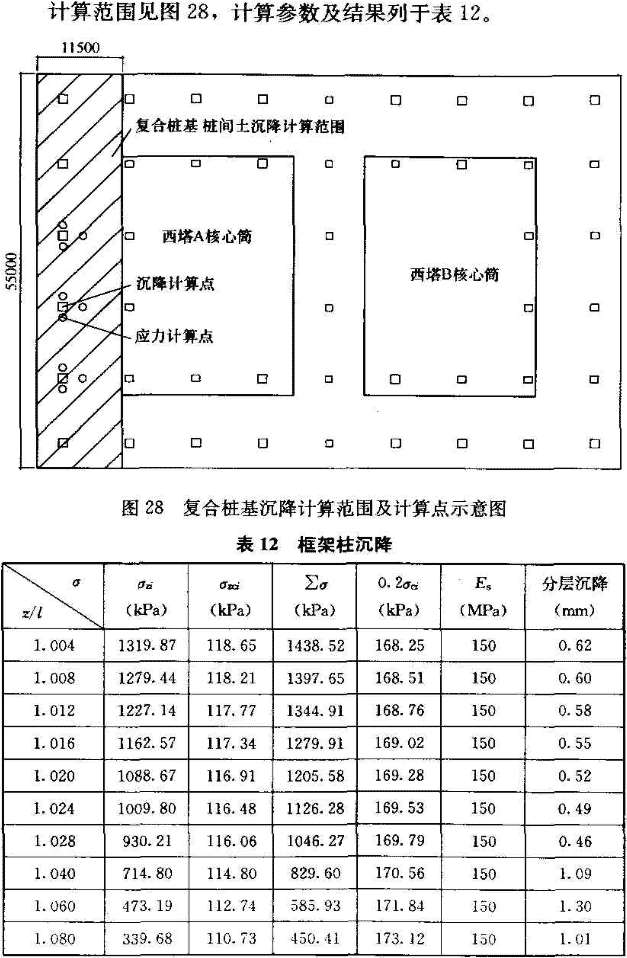 计算范围见图 28，计算参数及结果列于表 12。
11500
复合桩基 桩间土沉降计算范围
西塔A核心筒
西塔B核心筒
55000
沉降计算点
应力计算点
图 28 复合桩基沉降计算范围及计算点示意图
表 12 框架柱沉降
z/l σ σzi (kPa) σzci (kPa) ∑σ (kPa) 0.2σci (kPa) Es (MPa) 分层沉降 (mm)
1.004 1319.87 118.65 1438.52 168.25 150 0.62
1.008 1279.44 118.21 1397.65 168.51 150 0.60
1.012 1227.14 117.77 1344.91 168.76 150 0.58
1.016 1162.57 117.34 1279.91 169.02 150 0.55
1.020 1088.67 116.91 1205.58 169.28 150 0.52
1.024 1009.80 116.48 1126.28 169.53 150 0.49
1.028 930.21 116.06 1046.27 169.79 150 0.46
1.040 714.80 114.80 829.60 170.56 150 1.09
1.060 473.19 112.74 585.93 171.84 150 1.30
1.080 339.68 110.73 450.41 173.12 150 1.01